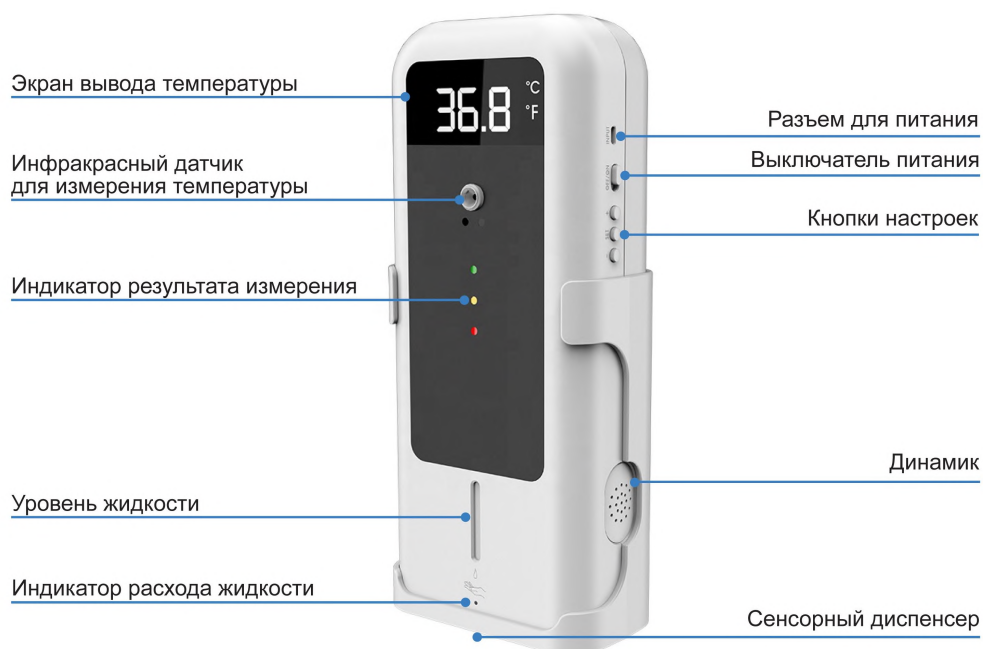 Экран вывода температуры
36.8
°C
°F
Разъем для питания
Инфракрасный датчик
для измерения температуры
Выключатель питания
Кнопки настроек
Индикатор результата измерения
Динамик
Уровень жидкости
Индикатор расхода жидкости
Сенсорный диспенсер